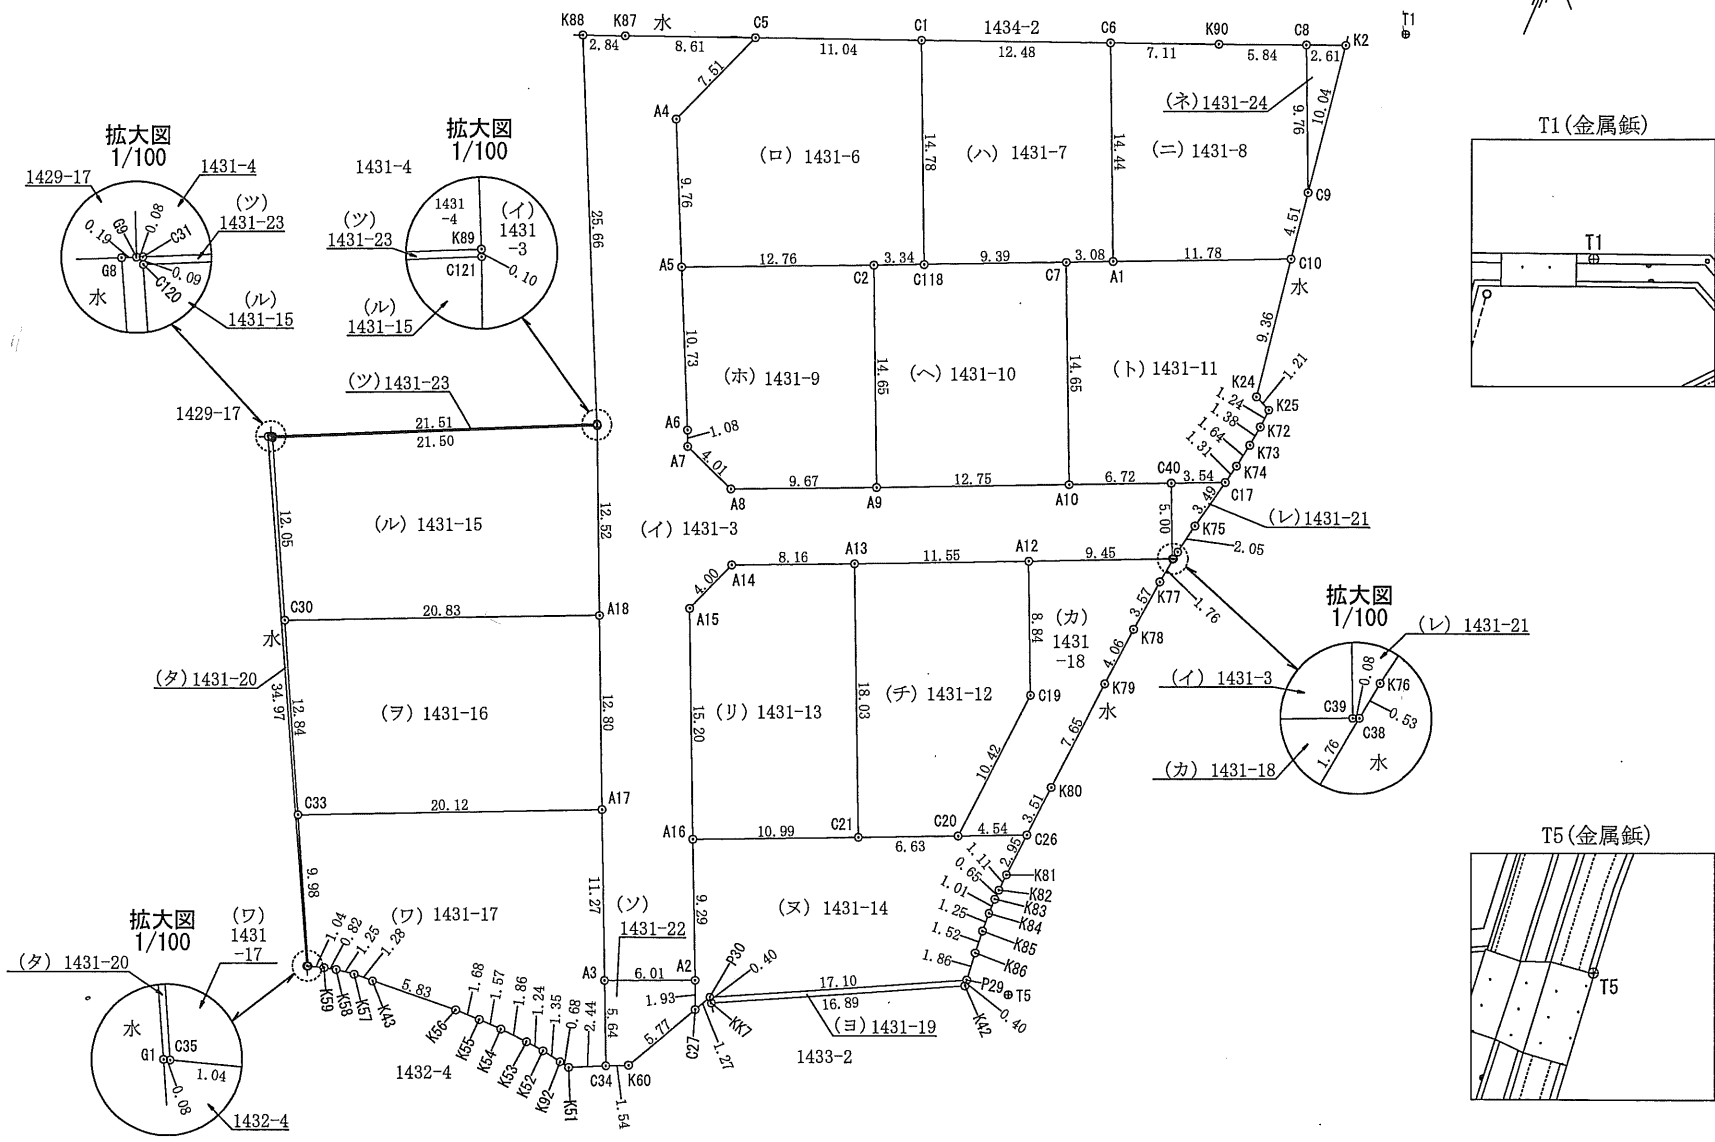 K88 K87 水 C5 C1 1434-2 C6 K90 C8 K2 T1
2.84 8.61 11.04 12.48 7.11 5.84 2.61
7.51
A4
(ネ)1431-24
9.76 10.04
T1(金属鋲)
T1
拡大図
1/100
1429-17
1431-4
(ツ)
1431-23
0.19 G9 0.08 C31
G8
0.09
C120
水
(ル)
1431-15
拡大図
1/100
1431-4
1431
-4
(イ)
1431
-3
(ツ)
1431-23
K89
C121
0.10
(ル)
1431-15
25.66
9.76
(ロ) 1431-6
14.78
(ハ) 1431-7
14.44
(ニ) 1431-8
C9
4.51
A5 12.76 C2 3.34 C118 9.39 C7 3.08 A1 11.78 C10
水
10.73
14.65
14.65
9.36
(ホ) 1431-9
(ヘ) 1431-10
(ト) 1431-11
K24 1.21
1.24 K25
1.38 K72
1.64 K73
1.31 K74
C17
(ツ)1431-23
1429-17
21.51
21.50
A6
1.08
A7
4.01
A8 9.67 A9 12.75 A10 6.72 C40 3.54
3.49
(レ)1431-21
K75
2.05
5.00
12.05
(ル) 1431-15
12.52
(イ) 1431-3
A14 8.16 A13 11.55 A12 9.45
4.00
A15
K77
1.76
3.57
K78
4.06
K79
水
7.65
K80
3.51
C26
8.84
(カ)
1431
-18
C19
10.42
拡大図
1/100
(レ) 1431-21
(イ) 1431-3
0.08
K76
C39
C38
0.53
1.76
水
(カ) 1431-18
C30 20.83 A18
水
(タ)1431-20
34.97
12.84
(ヲ) 1431-16
12.80
15.20
(リ) 1431-13
18.03
(チ) 1431-12
C33 20.12 A17
A16 10.99 C21 6.63 C20 4.54
2.95
1.11 K81
0.65 K82
1.01 K83
1.25 K84
1.52 K85
1.86 K86
P29
T5
0.40
K42
9.98
(ワ) 1431-17
11.27
(ソ)
1431-22
9.29
(ヌ) 1431-14
P30
0.40
17.10
16.89
KK7
(ヨ)1431-19
1.27
1433-2
A3 6.01 A2
1.93
5.64
5.77
C27
1.04
0.82
1.25
1.28
K59
K58
K57
K43
5.83
1.68
1.57
1.86
1.24
1.35
0.68
2.44
K56
K55
K54
K53
K52
K92
K51
C34 K60
1.54
1432-4
拡大図
1/100
(ワ)
1431
-17
(タ) 1431-20
水
G1 C35
1.04
0.08
1432-4
T5(金属鋲)
T5